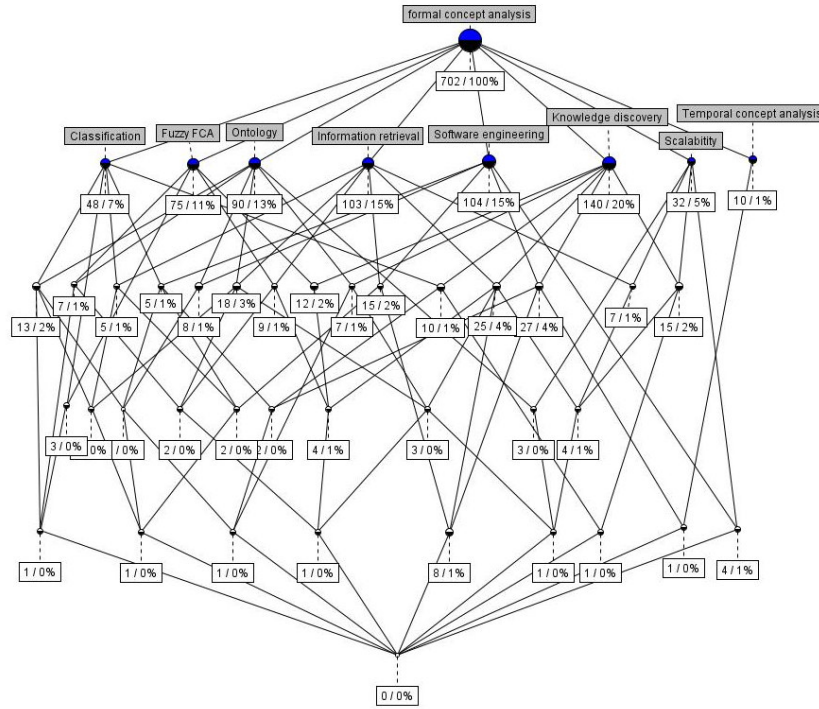 formal concept analysis
702 / 100%
Classification
Fuzzy FCA
Ontology
Information retrieval
Software engineering
Knowledge discovery
Scalabitity
Temporal concept analysis
48 / 7%
75 / 11%
90 / 13%
103 / 15%
104 / 15%
140 / 20%
32 / 5%
10 / 1%
13 / 2%
7 / 1%
5 / 1%
5 / 1%
8 / 1%
18 / 3%
9 / 1%
12 / 2%
7 / 1%
15 / 2%
10 / 1%
25 / 4%
27 / 4%
7 / 1%
15 / 2%
3 / 0%
/ 0%
/ 0%
2 / 0%
2 / 0%
2 / 0%
4 / 1%
3 / 0%
3 / 0%
4 / 1%
1 / 0%
1 / 0%
1 / 0%
1 / 0%
8 / 1%
1 / 0%
1 / 0%
1 / 0%
4 / 1%
0 / 0%